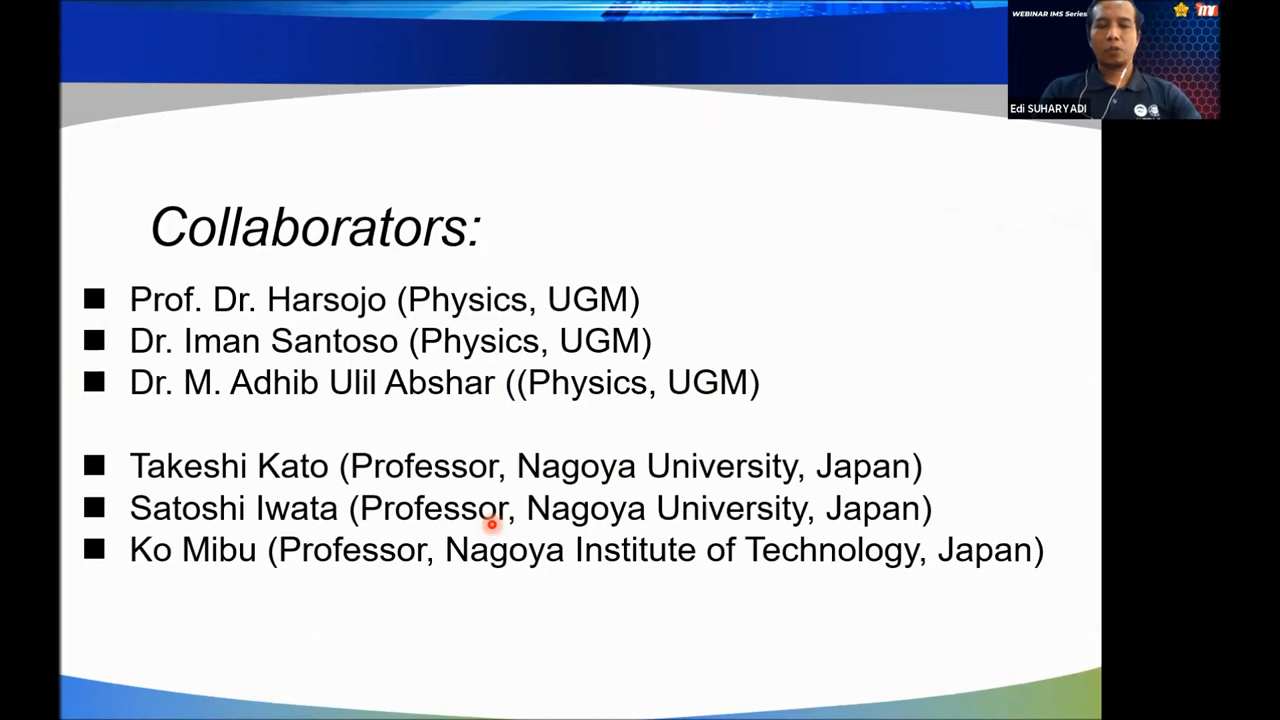 WEBINAR IMS Series
Edi SUHARYADI
Collaborators:
Prof. Dr. Harsojo (Physics, UGM)
Dr. Iman Santoso (Physics, UGM)
Dr. M. Adhib Ulil Abshar ((Physics, UGM)
Takeshi Kato (Professor, Nagoya University, Japan)
Satoshi Iwata (Professor, Nagoya University, Japan)
Ko Mibu (Professor, Nagoya Institute of Technology, Japan)